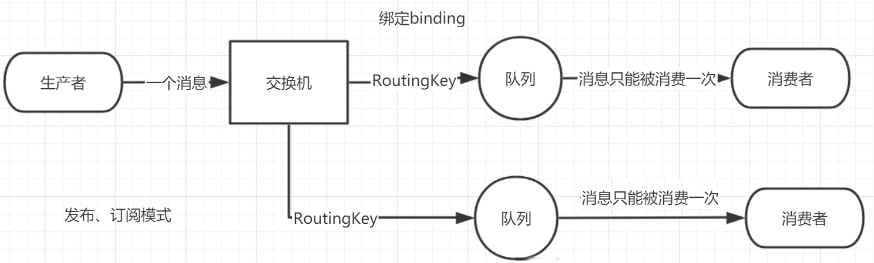 绑定binding
生产者
一个消息
交换机
RoutingKey
队列
消息只能被消费一次
消费者
发布、订阅模式
RoutingKey
队列
消息只能被消费一次
消费者